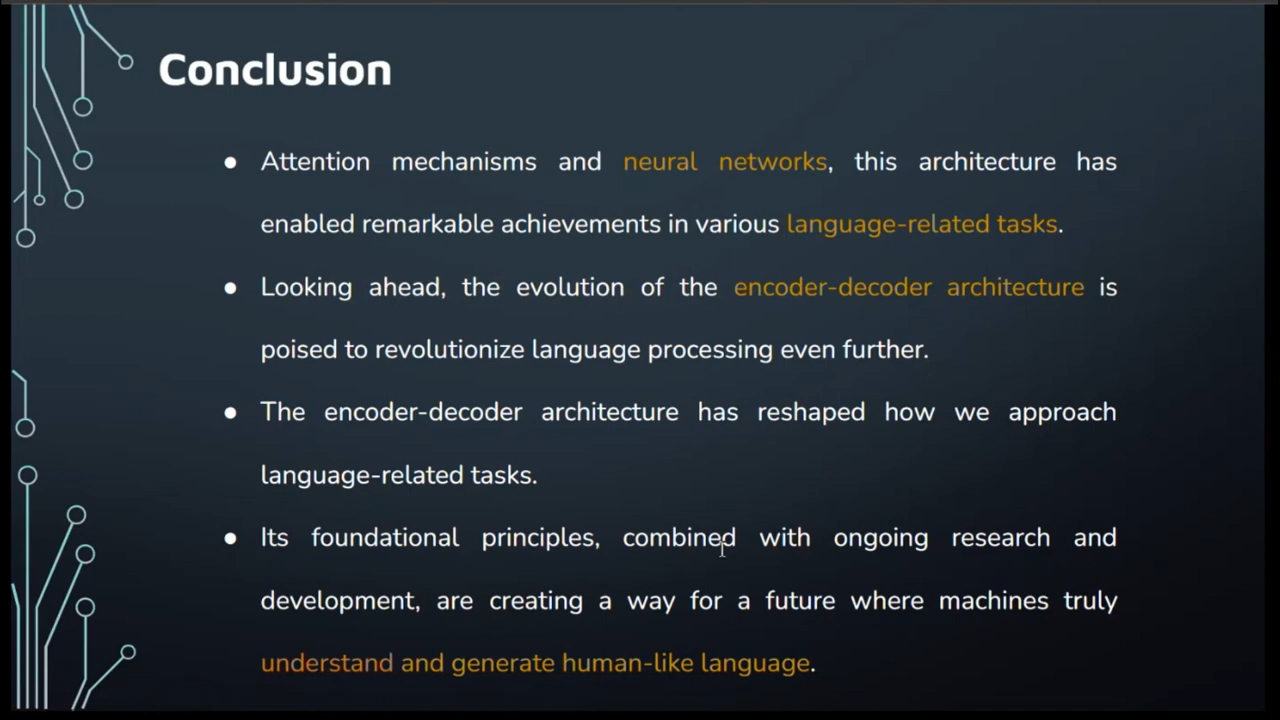 Conclusion
● Attention mechanisms and neural networks, this architecture has
enabled remarkable achievements in various language-related tasks.
● Looking ahead, the evolution of the encoder-decoder architecture is
poised to revolutionize language processing even further.
● The encoder-decoder architecture has reshaped how we approach
language-related tasks.
● Its foundational principles, combined with ongoing research and
development, are creating a way for a future where machines truly
understand and generate human-like language.